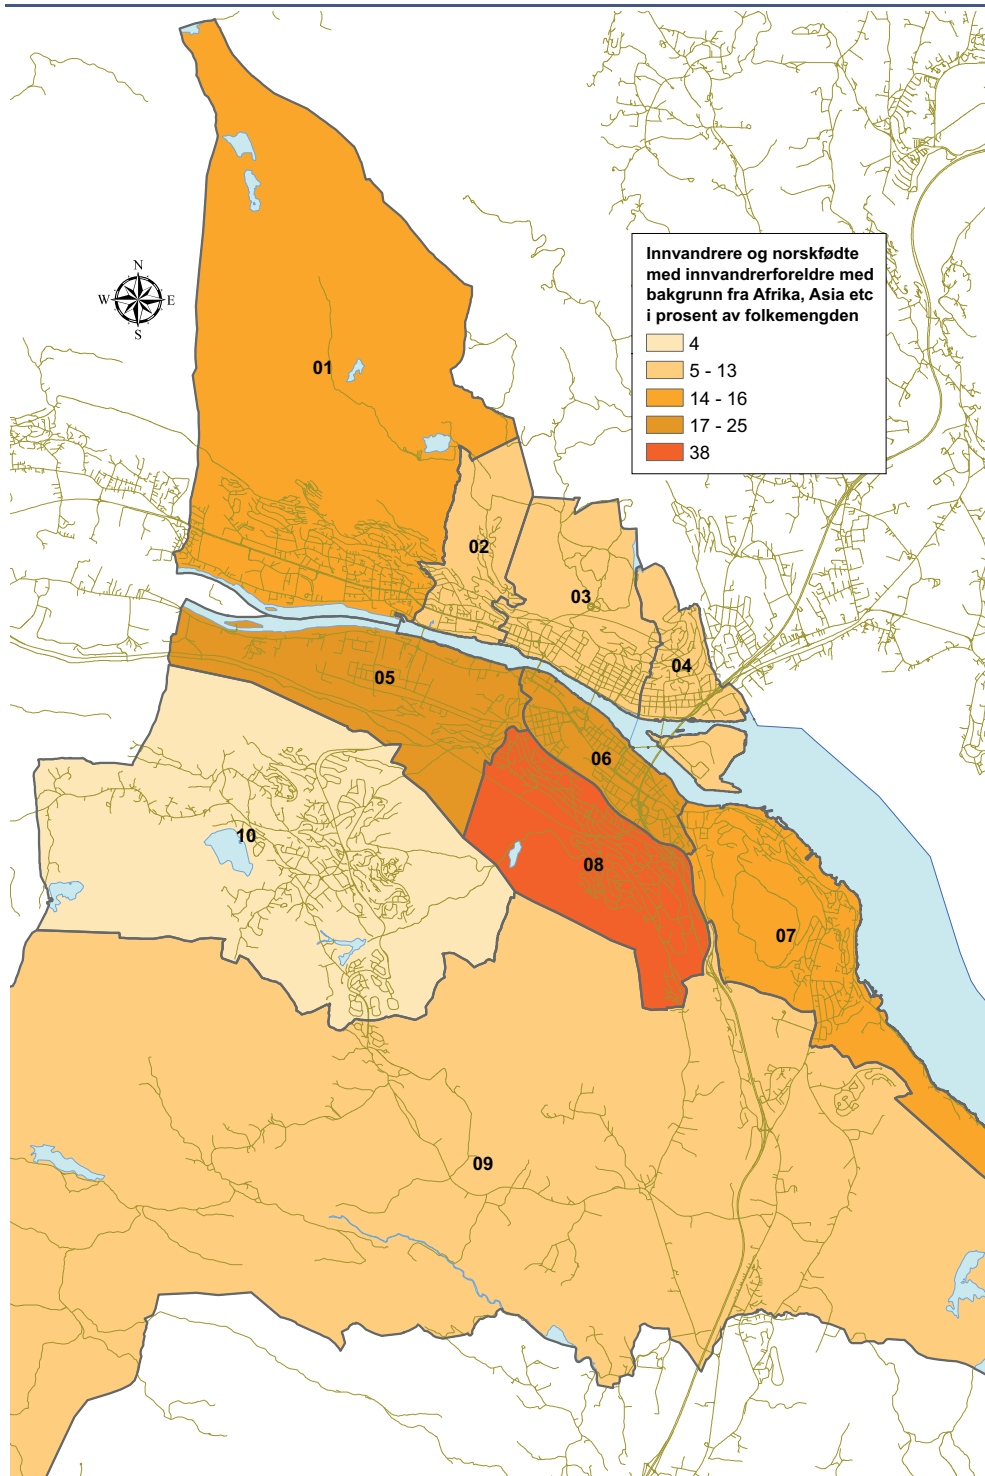 Innvandrere og norskfødte
med innvandrerforeldre med
bakgrunn fra Afrika, Asia etc
i prosent av folkemengden
4
5 - 13
14 - 16
17 - 25
38
N
W E
S
01
02
03
04
05
06
10
08
07
09